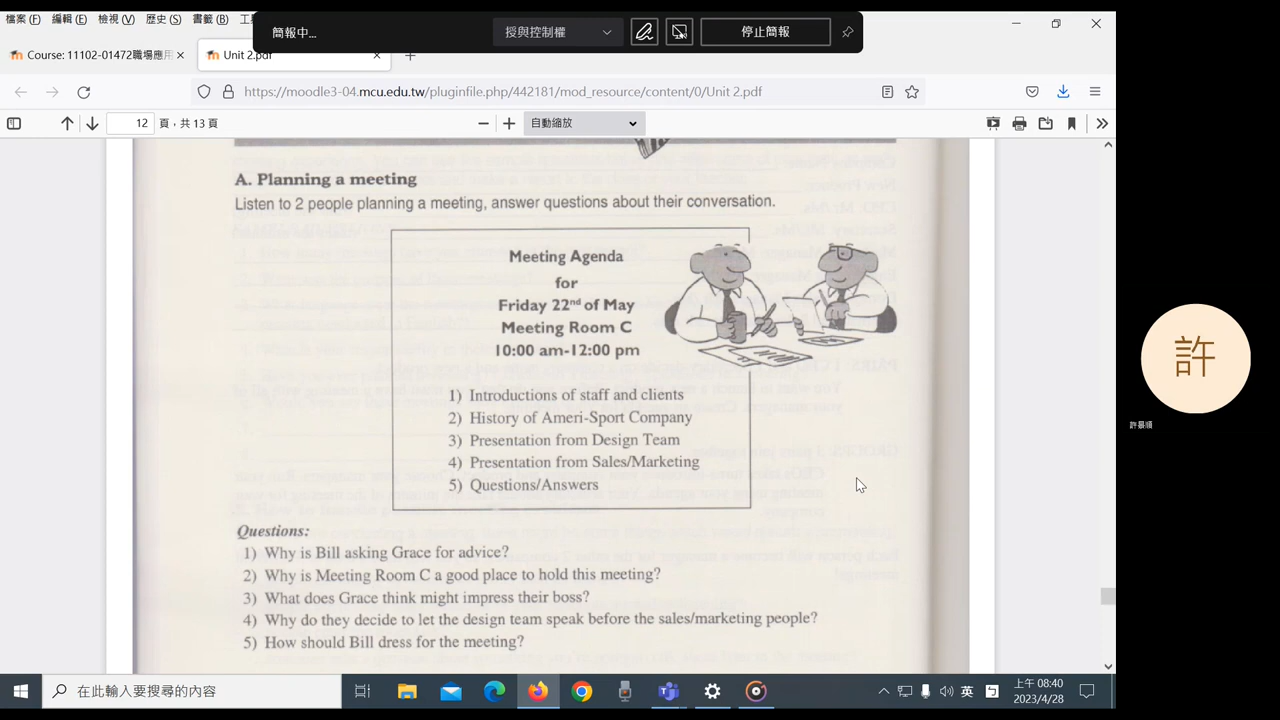 檔案 (F) 編輯 (E) 檢視 (V) 歷史 (S) 書籤 (B)
簡報中...
授與控制權
停止簡報
Course: 11102-01472職場應用
Unit 2.pdf
https://moodle3-04.mcu.edu.tw/pluginfile.php/442181/mod_resource/content/0/Unit 2.pdf
12 頁，共 13 頁
自動縮放
A. Planning a meeting
Listen to 2 people planning a meeting, answer questions about their conversation.
Meeting Agenda
for
Friday 22nd of May
Meeting Room C
10:00 am-12:00 pm
1) Introductions of staff and clients
2) History of Ameri-Sport Company
3) Presentation from Design Team
4) Presentation from Sales/Marketing
5) Questions/Answers
Questions:
1) Why is Bill asking Grace for advice?
2) Why is Meeting Room C a good place to hold this meeting?
3) What does Grace think might impress their boss?
4) Why do they decide to let the design team speak before the sales/marketing people?
5) How should Bill dress for the meeting?
許
許景順
在此輸入要搜尋的內容
英
上午 08:40
2023/4/28